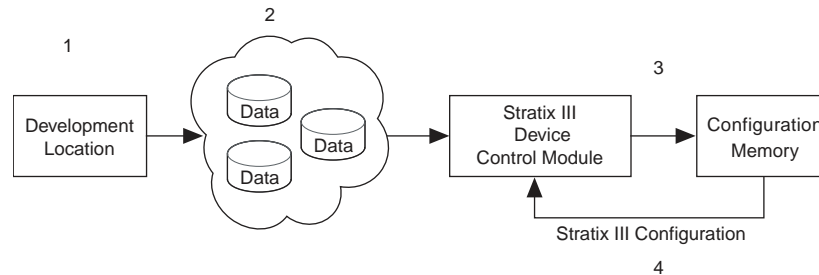 1
2
3
Development
Location
Data
Data
Data
Stratix III
Device
Control Module
Configuration
Memory
Stratix III Configuration
4